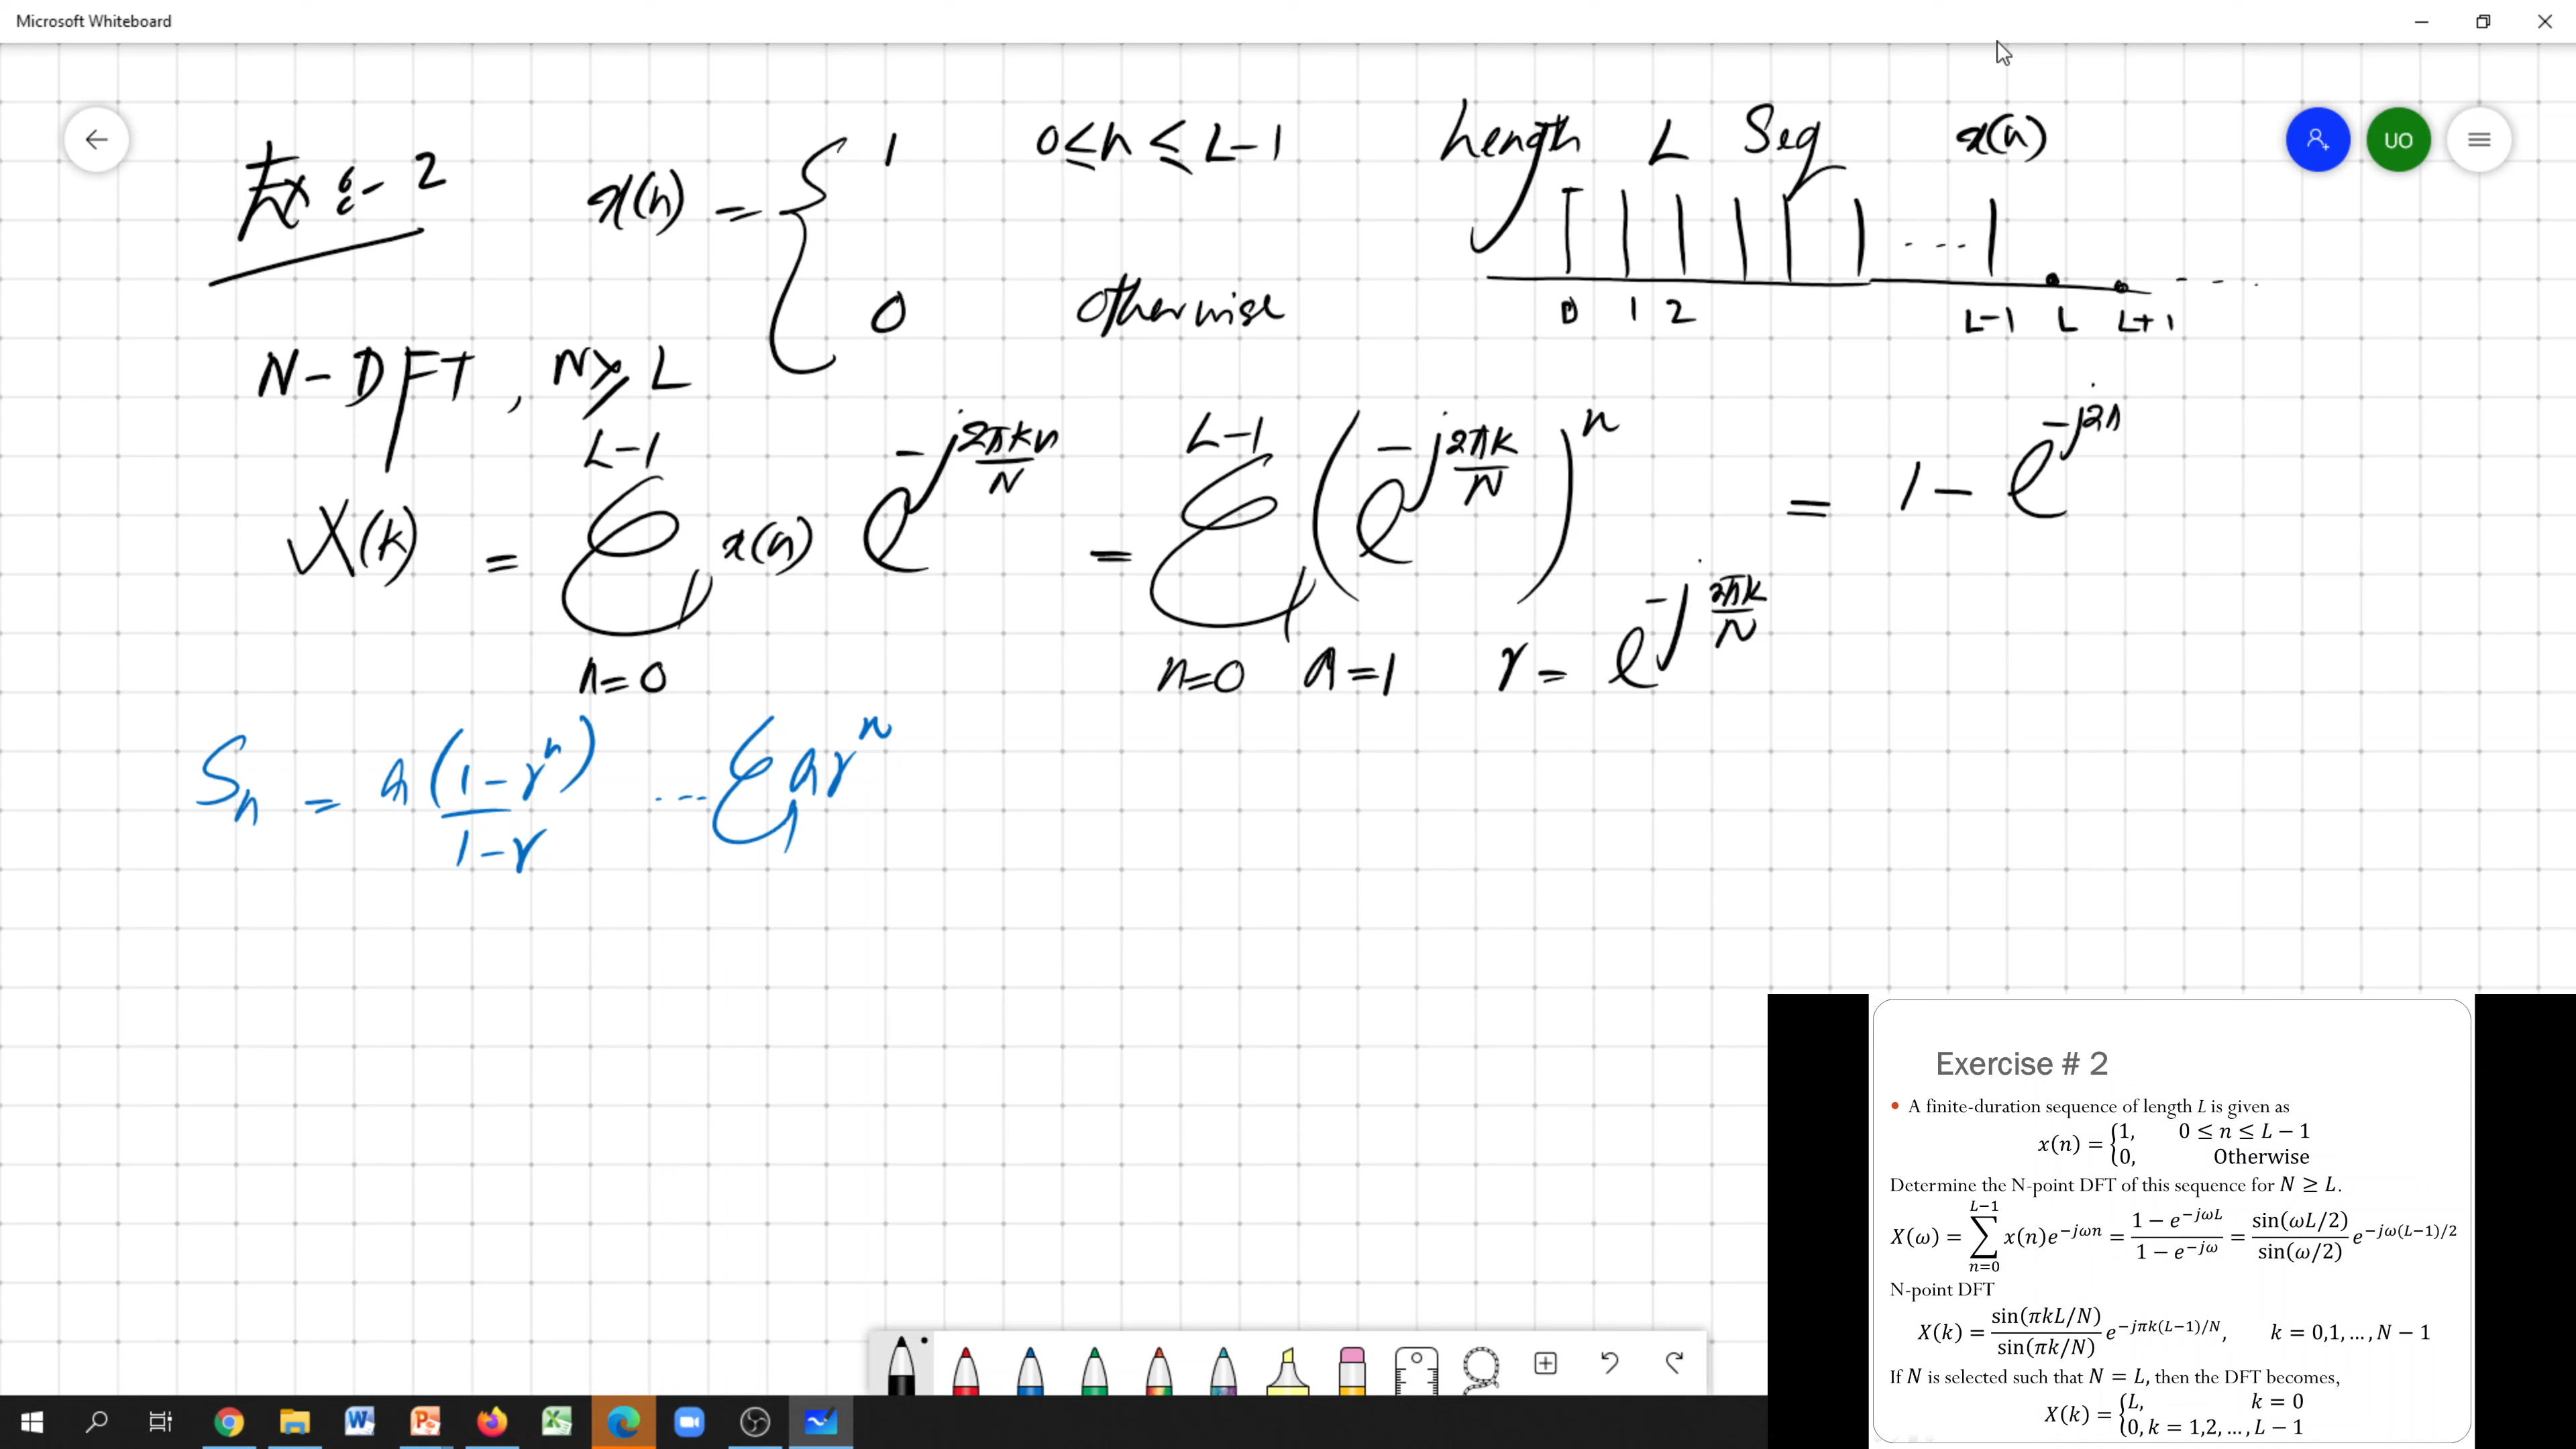 Microsoft Whiteboard
Ex :- 2
x(n) = { 1 0≤n≤L-1
0 otherwise
Length L Seq x(n)
...
0 1 2 L-1 L L+1
N-DFT, N≥L
X(k) = Σ_{n=0}^{L-1} x(n) e^{-j2πkn/N} = Σ_{n=0}^{L-1} (e^{-j2πk/N})^n = 1 - e^{-j2π
a=1 r = e^{-j2πk/N}
S_n = a(1-r^n)/(1-r) ... Σ ar^n
UO
Exercise # 2
• A finite-duration sequence of length L is given as
x(n) = {1, 0 ≤ n ≤ L − 1
{0, Otherwise
Determine the N-point DFT of this sequence for N ≥ L.
X(ω) = ∑_{n=0}^{L−1} x(n)e^{−jωn} = (1 − e^{−jωL})/(1 − e^{−jω}) = sin(ωL/2)/sin(ω/2) e^{−jω(L−1)/2}
N-point DFT
X(k) = sin(πkL/N)/sin(πk/N) e^{−jπk(L−1)/N}, k = 0,1, … , N − 1
If N is selected such that N = L, then the DFT becomes,
X(k) = {L, k = 0
{0, k = 1,2, … , L − 1